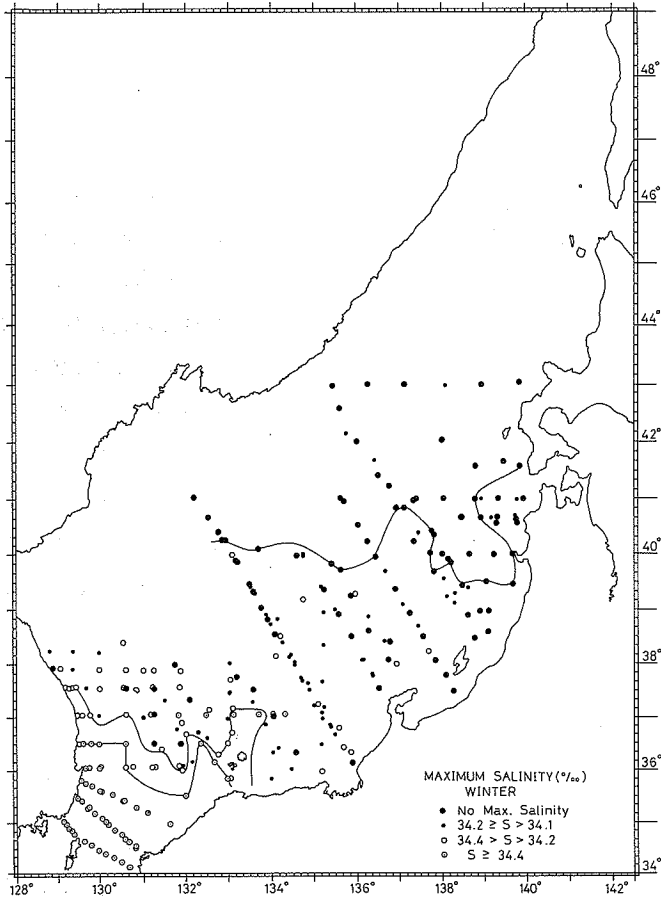 48°
46°
44°
42°
40°
38°
36°
34°
MAXIMUM SALINITY(°/₀₀)
WINTER
No Max. Salinity
34.2 ≥ S > 34.1
34.4 > S > 34.2
S ≥ 34.4
128° 130° 132° 134° 136° 138° 140° 142°